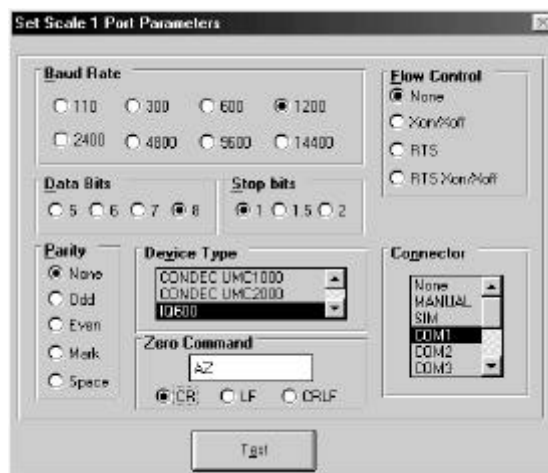 Set Scale 1 Port Parameters
Baud Rate
110 300 600 1200
2400 4800 9600 14400
Flow Control
None
Xon/Xoff
RTS
RTS Xon/Xoff
Data Bits
5 6 7 8
Stop bits
1 1.5 2
Parity
None
Odd
Even
Mark
Space
Device Type
CONDEC UMC1000
CONDEC UMC2000
IQ600
Zero Command
AZ
CR LF CRLF
Connector
None
MANUAL
SIM
COM1
COM2
COM3
Test